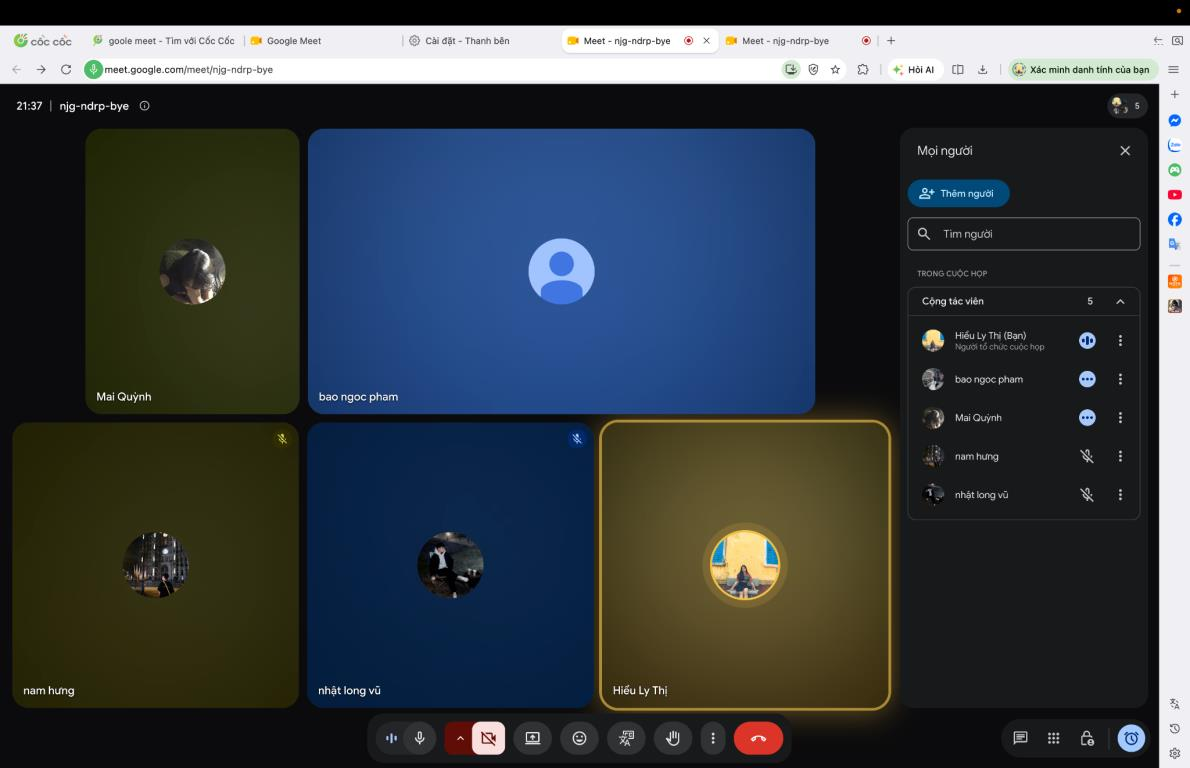 cốc cốc
goole meet - Tìm với Cốc Cốc
Google Meet
Cài đặt - Thanh bên
Meet - njg-ndrp-bye
Meet - njg-ndrp-bye
meet.google.com/meet/njg-ndrp-bye
Hỏi AI
Xác minh danh tính của bạn
21:37 | njg-ndrp-bye
5
Mai Quỳnh
bao ngoc pham
nam hưng
nhật long vũ
Hiếu Ly Thị
Mọi người
Thêm người
Tìm người
TRONG CUỘC HỌP
Cộng tác viên 5
Hiếu Ly Thị (Bạn)
Người tổ chức cuộc họp
bao ngoc pham
Mai Quỳnh
nam hưng
nhật long vũ
Zalo